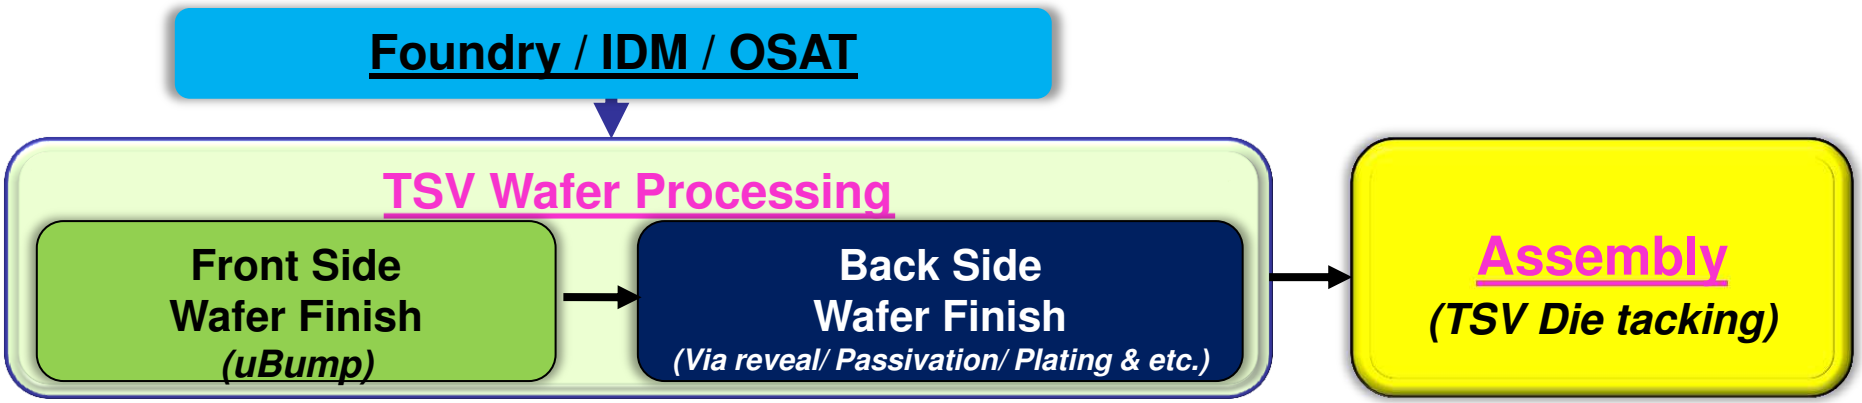 Foundry / IDM / OSAT
TSV Wafer Processing
Front Side
Wafer Finish
(uBump)
Back Side
Wafer Finish
(Via reveal/ Passivation/ Plating & etc.)
Assembly
(TSV Die tacking)